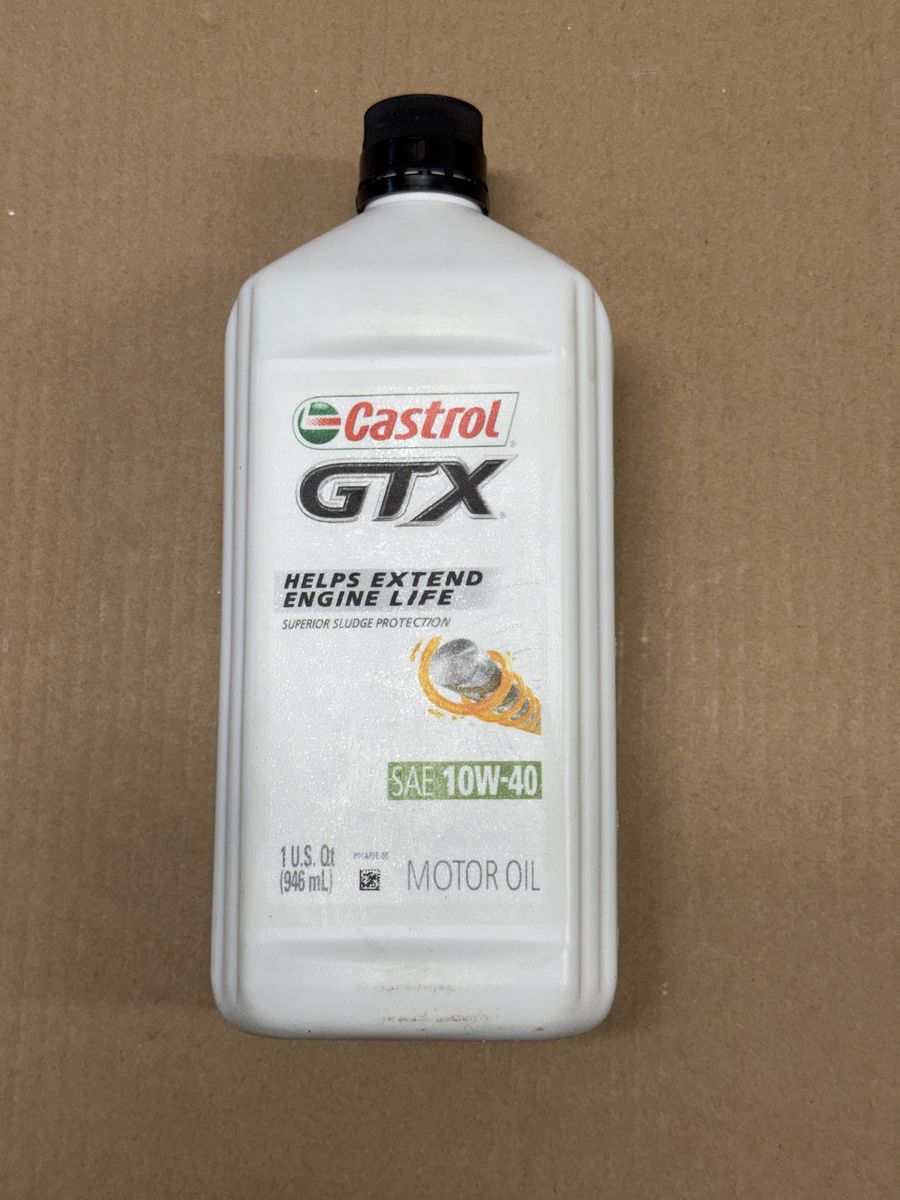 Castrol
GTX
HELPS EXTEND
ENGINE LIFE
SUPERIOR SLUDGE PROTECTION
SAE 10W-40
1 U.S. Qt
(946 mL)
MOTOR OIL